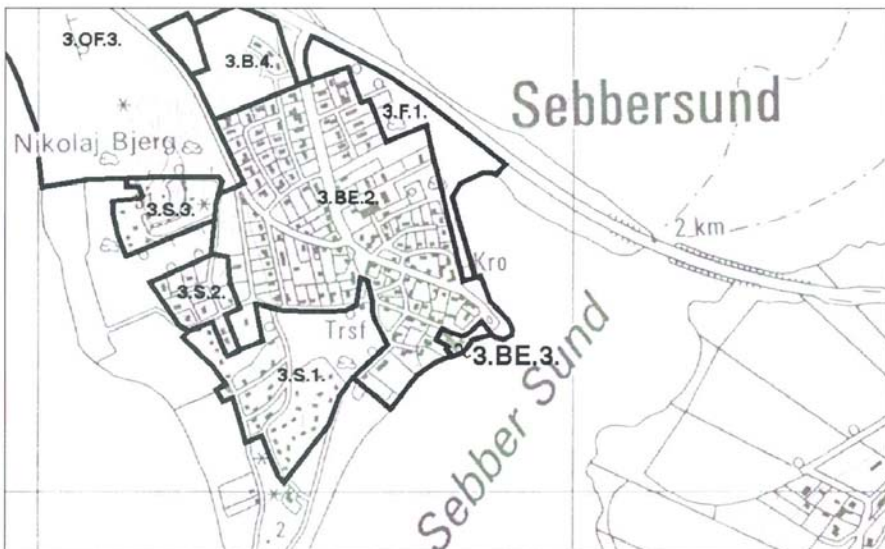 3.OF.3.
3.B.4.
3.F.1.
Sebbersund
Nikolaj Bjerg
3.S.3.
3.BE.2.
2 km
Kro
3.S.2.
Trsf
3.BE,3.
3.S.1.
Sebber Sund
2